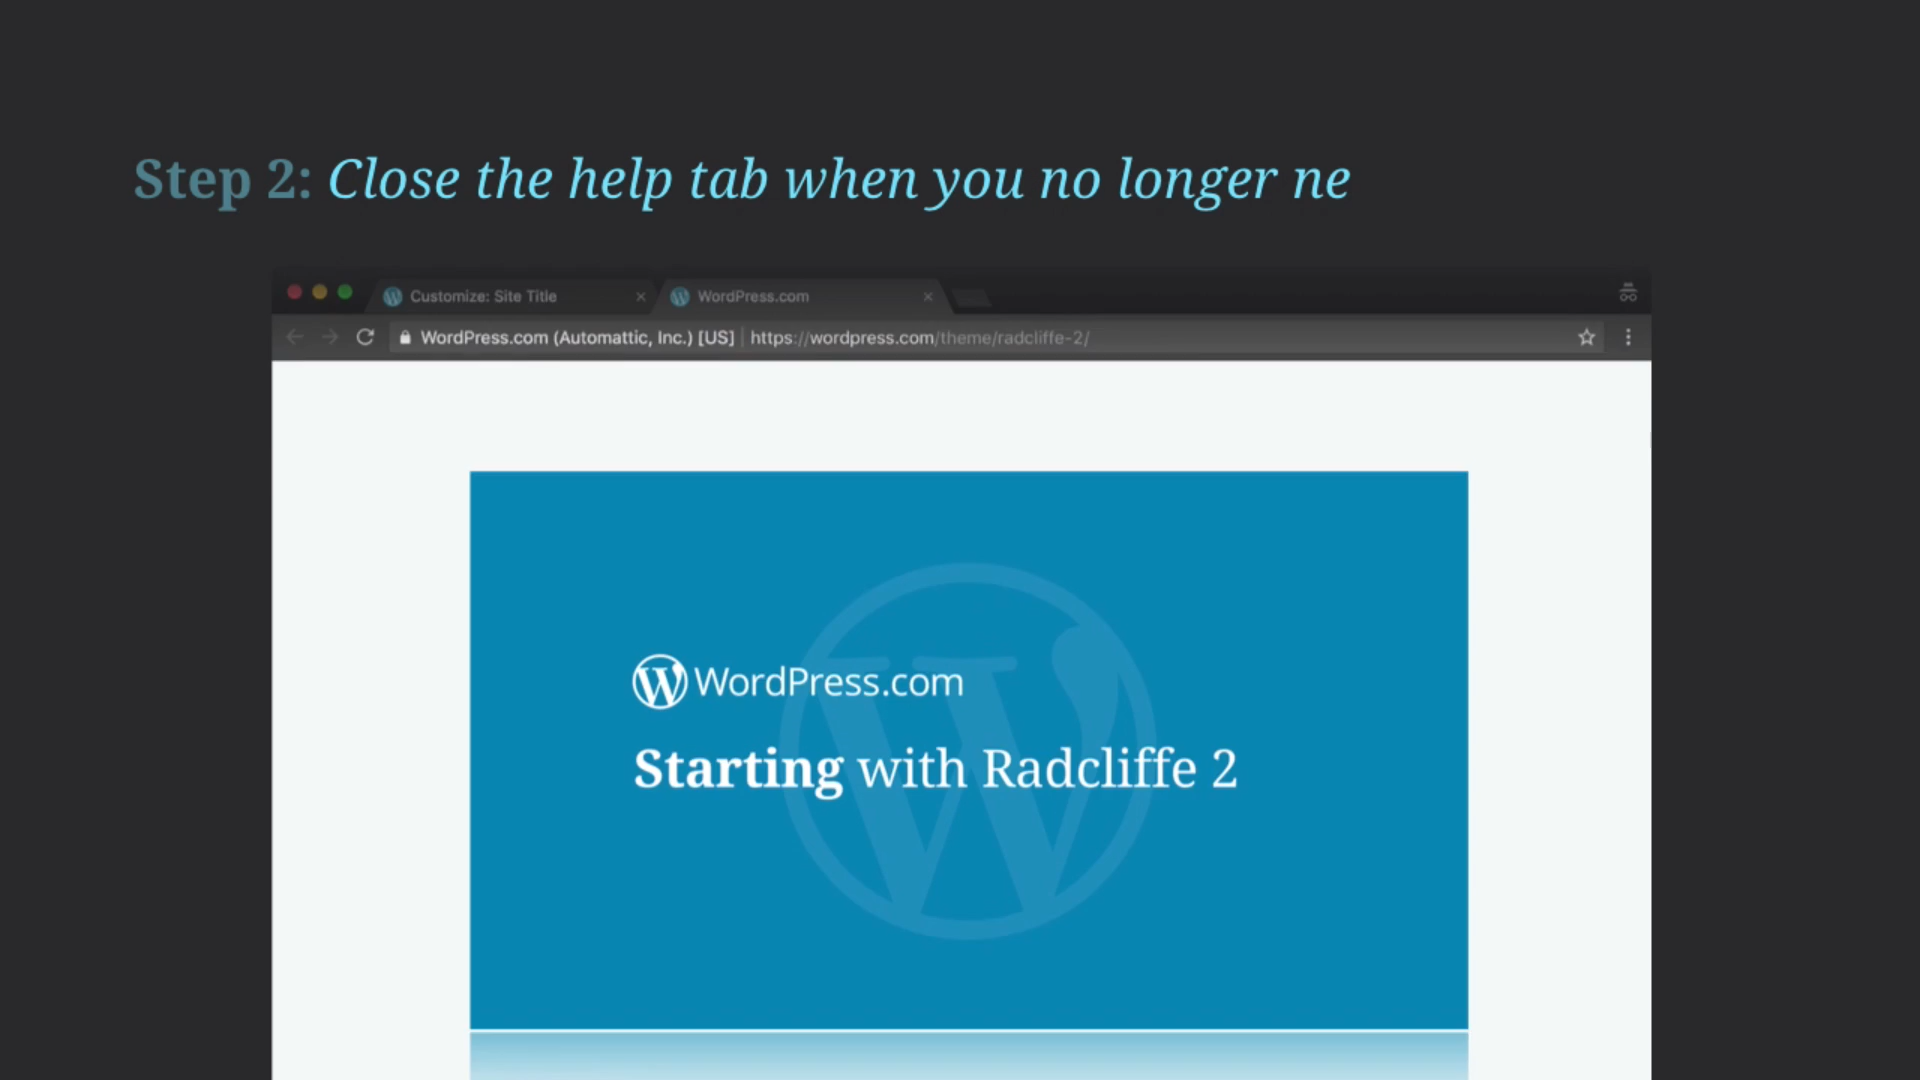 Step 2: Close the help tab when you no longer ne
Customize: Site Title
WordPress.com
WordPress.com (Automattic, Inc.) [US] https://wordpress.com/theme/radcliffe-2/
WordPress.com
Starting with Radcliffe 2